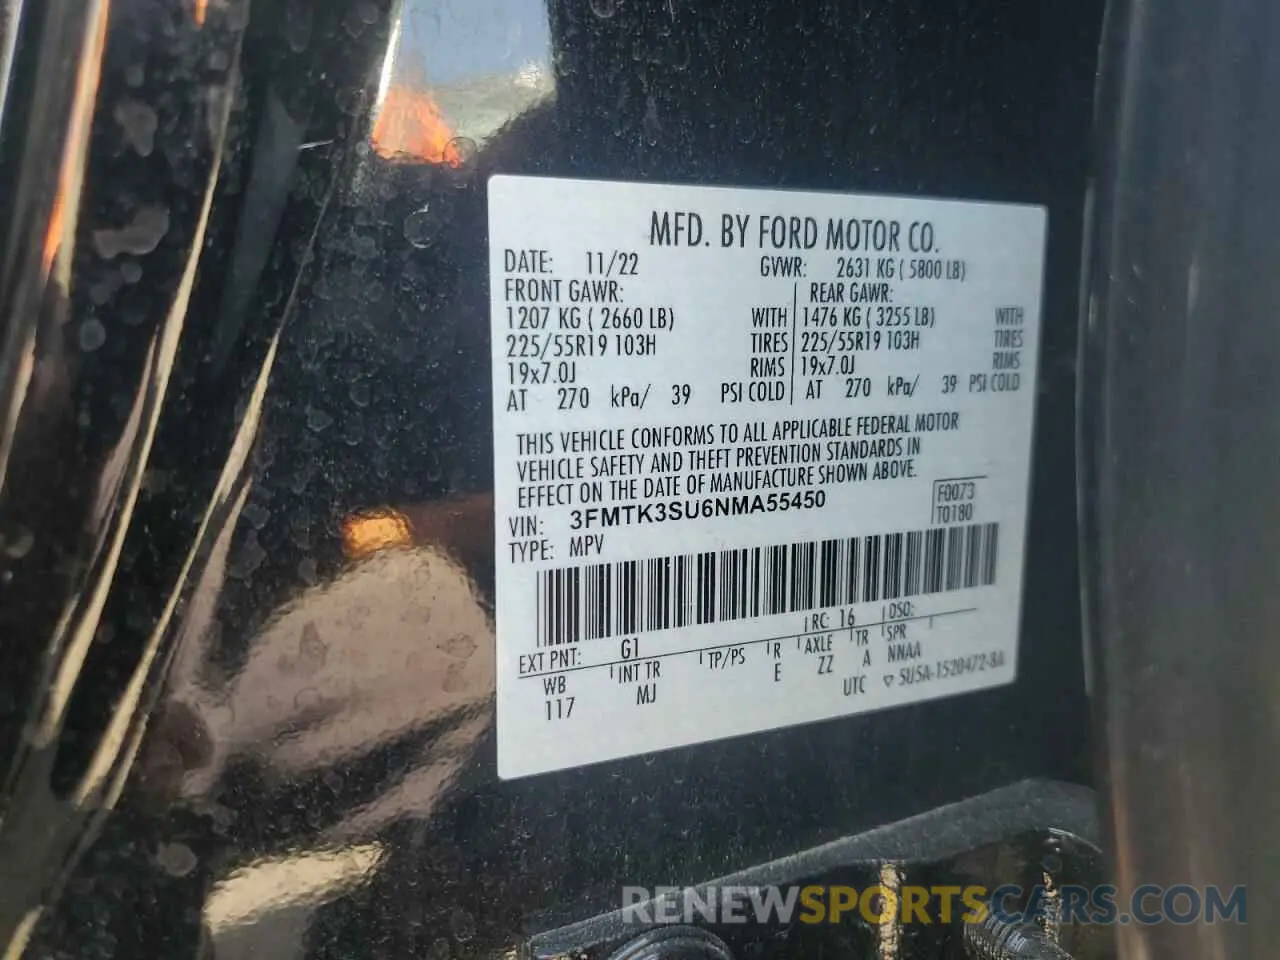 MFD. BY FORD MOTOR CO.
DATE: 11/22 GVWR: 2631 KG ( 5800 LB)
FRONT GAWR: REAR GAWR:
1207 KG ( 2660 LB) WITH 1476 KG ( 3255 LB) WITH
225/55R19 103H TIRES 225/55R19 103H TIRES
19x7.0J RIMS 19x7.0J RIMS
AT 270 kPa/ 39 PSI COLD AT 270 kPa/ 39 PSI COLD
THIS VEHICLE CONFORMS TO ALL APPLICABLE FEDERAL MOTOR
VEHICLE SAFETY AND THEFT PREVENTION STANDARDS IN
EFFECT ON THE DATE OF MANUFACTURE SHOWN ABOVE.
VIN: 3FMTK3SU6NMA55450 F0073
TYPE: MPV T0180
EXT PNT: G1 RC: 16 DSO:
WB INT TR TP/PS R AXLE TR SPR
117 MJ E ZZ A NNAA
UTC ▽ SU5A-1520472-8A
RENEWSPORTSCARS.COM